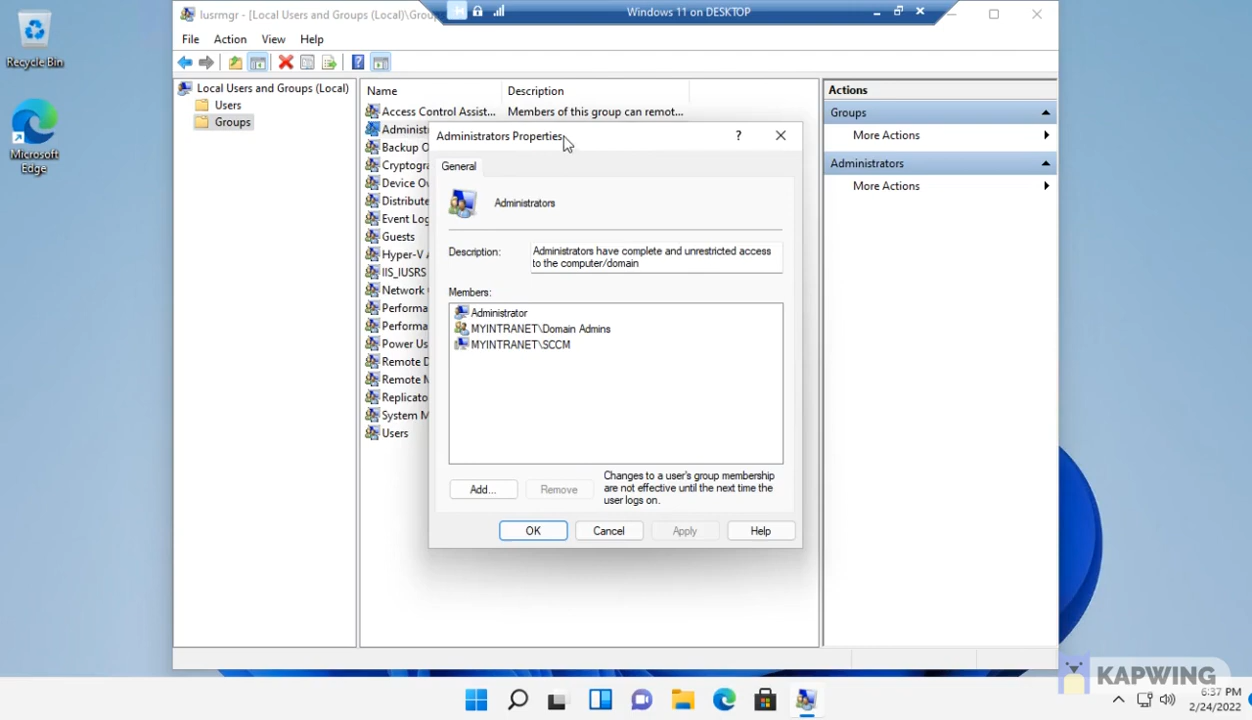 Recycle Bin
Microsoft
Edge
lusrmgr - [Local Users and Groups (Local)\Grou
Windows 11 on DESKTOP
File Action View Help
Local Users and Groups (Local)
Users
Groups
Name Description
Access Control Assist... Members of this group can remot...
Administ
Backup O
Cryptogra
Device Ow
Distribute
Event Log
Guests
Hyper-V A
IIS_IUSRS
Network
Performa
Performa
Power Us
Remote D
Remote M
Replicato
System M
Users
Administrators Properties
?
General
Administrators
Description:
Administrators have complete and unrestricted access
to the computer/domain
Members:
Administrator
MYINTRANET\Domain Admins
MYINTRANET\SCCM
Add... Remove
Changes to a user's group membership
are not effective until the next time the
user logs on.
OK Cancel Apply Help
Actions
Groups
More Actions
Administrators
More Actions
KAPWING
6:37 PM
2/24/2022